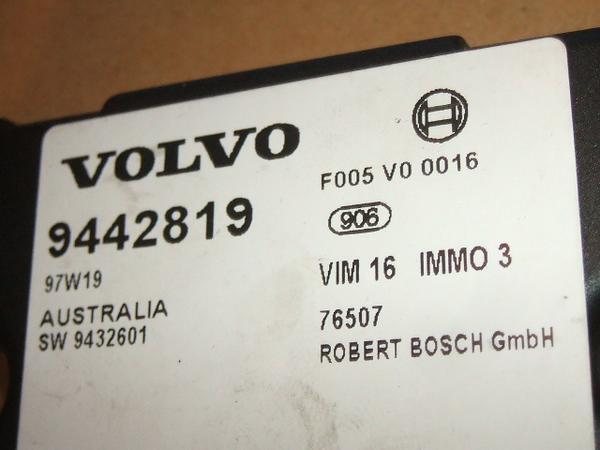 VOLVO
9442819
97W19
AUSTRALIA
SW 9432601
F005 V0 0016
906
VIM 16 IMMO 3
76507
ROBERT BOSCH GmbH